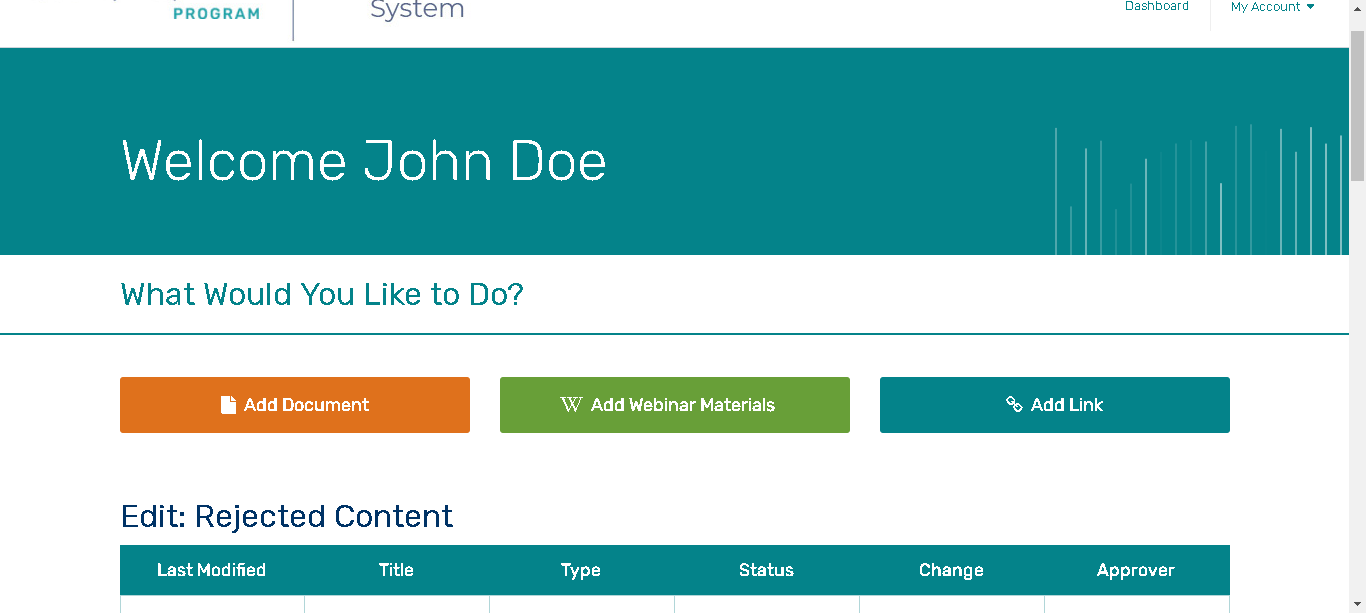 PROGRAM
System
Dashboard
My Account
Welcome John Doe
What Would You Like to Do?
Add Document
Add Webinar Materials
Add Link
Edit: Rejected Content
Last Modified Title Type Status Change Approver